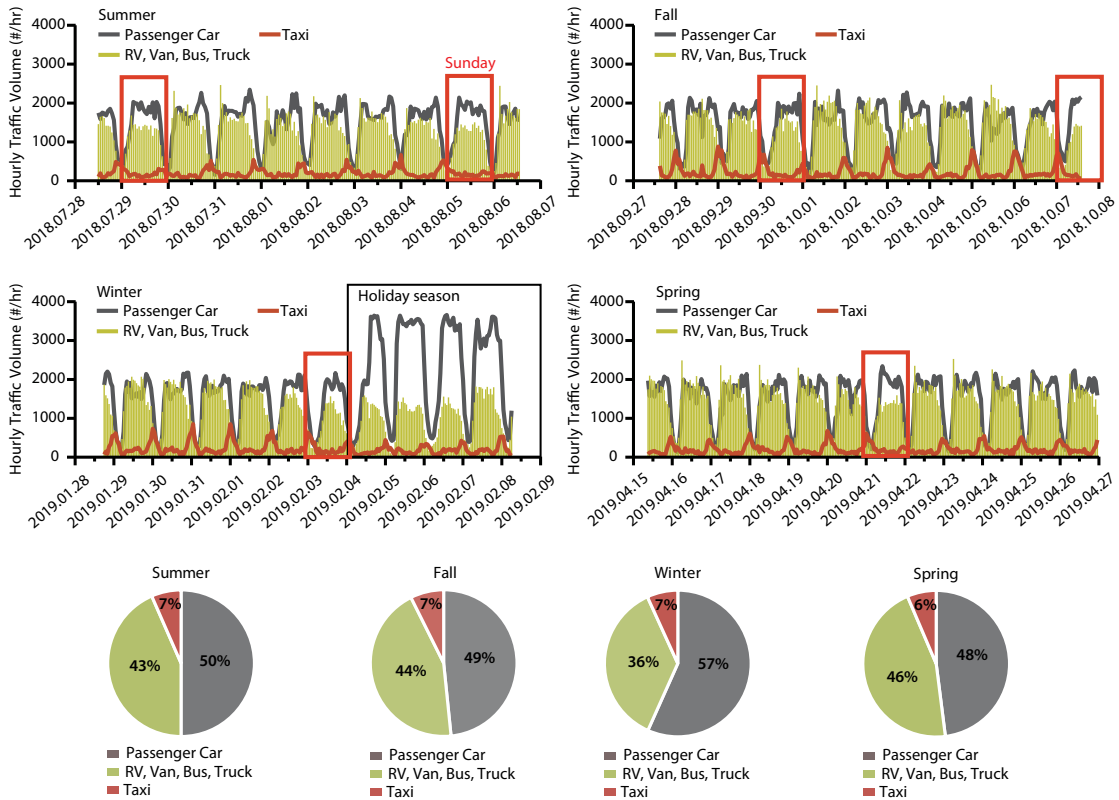 Summer
Passenger Car
Taxi
RV, Van, Bus, Truck
Sunday
Hourly Traffic Volume (#/hr)
4000
3000
2000
1000
0
2018.07.28
2018.07.29
2018.07.30
2018.07.31
2018.08.01
2018.08.02
2018.08.03
2018.08.04
2018.08.05
2018.08.06
2018.08.07
Fall
Passenger Car
Taxi
RV, Van, Bus, Truck
Hourly Traffic Volume (#/hr)
4000
3000
2000
1000
0
2018.09.27
2018.09.28
2018.09.29
2018.09.30
2018.10.01
2018.10.02
2018.10.03
2018.10.04
2018.10.05
2018.10.06
2018.10.07
2018.10.08
Winter
Passenger Car
Taxi
RV, Van, Bus, Truck
Holiday season
Hourly Traffic Volume (#/hr)
4000
3000
2000
1000
0
2019.01.28
2019.01.29
2019.01.30
2019.01.31
2019.02.01
2019.02.02
2019.02.03
2019.02.04
2019.02.05
2019.02.06
2019.02.07
2019.02.08
2019.02.09
Spring
Passenger Car
Taxi
RV, Van, Bus, Truck
Hourly Traffic Volume (#/hr)
4000
3000
2000
1000
0
2019.04.15
2019.04.16
2019.04.17
2019.04.18
2019.04.19
2019.04.20
2019.04.21
2019.04.22
2019.04.23
2019.04.24
2019.04.25
2019.04.26
2019.04.27
Summer
7%
43%
50%
Passenger Car
RV, Van, Bus, Truck
Taxi
Fall
7%
44%
49%
Passenger Car
RV, Van, Bus, Truck
Taxi
Winter
7%
36%
57%
Passenger Car
RV, Van, Bus, Truck
Taxi
Spring
6%
46%
48%
Passenger Car
RV, Van, Bus, Truck
Taxi